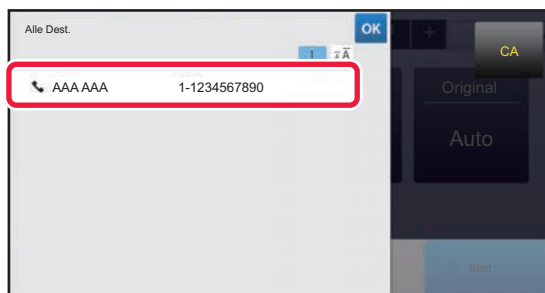 Alle Dest.
OK
CA
1
AAA AAA 1-1234567890
Original
Auto
Start